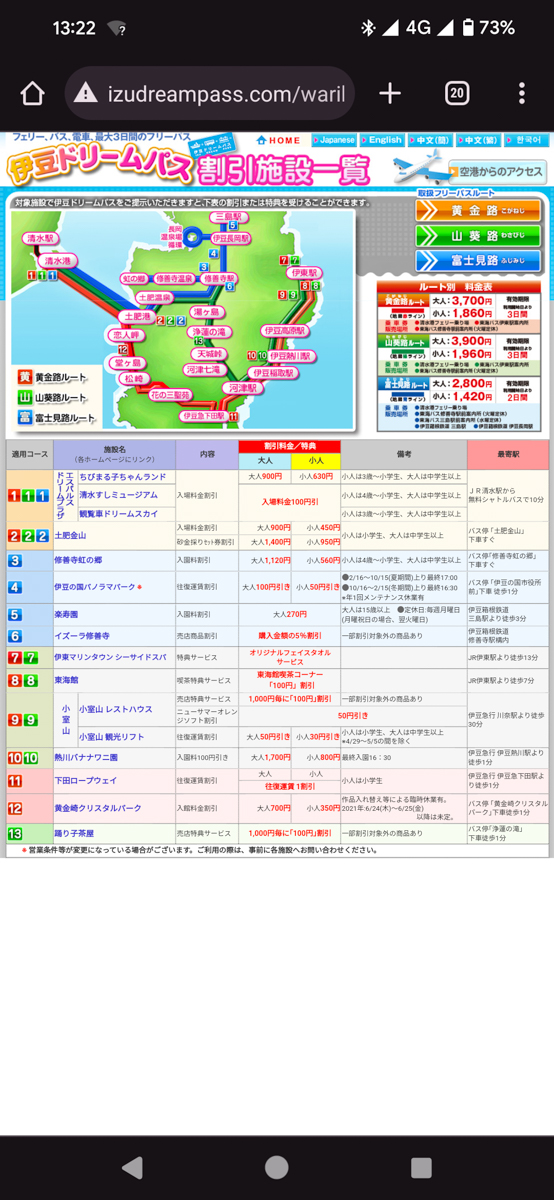 13:22
4G
73%
izudreampass.com/waril
20
フェリー、バス、電車、最大3日間のフリーパス
HOME
Japanese
English
中文(簡)
中文(繁)
한국어
伊豆ドリームパス
割引施設一覧
空港からのアクセス
対象施設で伊豆ドリームパスをご提示いただきますと、下表の割引または特典を受けることができます。
取扱フリーパスルート
黄金路 こがねじ
山葵路 わさびじ
富士見路 ふじみじ
三島駅
5
清水駅
長岡温泉場循環
伊豆長岡駅
清水港
1 1 1
3
4
7 7
伊東駅
虹の郷
修善寺温泉
修善寺駅
6
8 8
土肥温泉
9 9
土肥港
2 2 2
湯ヶ島
恋人岬
浄蓮の滝
伊豆高原駅
13
12
天城峠
10 10
伊豆熱川駅
堂ヶ島
河津七滝
伊豆稲取駅
松崎
河津駅
花の三聖苑
伊豆急下田駅
11
黄 黄金路ルート
山 山葵路ルート
富 富士見路ルート
ルート別 料金表
黄金路ルート
大人:3,700円
小人:1,860円
有効期限
3日間
山葵路ルート
大人:3,900円
小人:1,960円
有効期限
3日間
富士見路ルート
大人:2,800円
小人:1,420円
有効期限
2日間
適用コース
施設名
(各ホームページにリンク)
内容
割引料金/特典
大人
小人
備考
最寄駅
1 1 1
エスパルスドリームプラザ
ちびまる子ちゃんランド
入場料金割引
大人900円
小人630円
小人は3歳〜小学生、大人は中学生以上
ＪＲ清水駅から
無料シャトルバスで10分
清水すしミュージアム
入場料金100円引
小人は4歳〜小学生、大人は中学生以上
観覧車ドリームスカイ
小人は3歳〜小学生、大人は中学生以上
2 2 2
土肥金山
入場料金割引
大人900円
小人450円
小人は小学生、大人は中学生以上
バス停「土肥金山」
下車すぐ
砂金採りセット券割引
大人1,400円
小人950円
3
修善寺虹の郷
入園料割引
大人1,120円
小人560円
小人は4歳〜小学生、大人は中学生以上
バス停「修善寺虹の郷」
下車すぐ
4
伊豆の国パノラマパーク＊
往復運賃割引
大人100円引き
小人50円引き
●2/16〜10/15(夏期間)上り最終17:00
●10/16〜2/15(冬期間)上り最終16:30
*年1回メンテナンス休業有
バス停「伊豆の国市役所前」下車 徒歩1分
5
楽寿園
入園料割引
大人270円
大人は15歳以上 ●定休日:毎週月曜日
(月曜祝日の場合、翌火曜日)
伊豆箱根鉄道
三島駅より徒歩3分
6
イズーラ修善寺
売店商品割引
購入金額の5%割引
一部割引対象外の商品あり
伊豆箱根鉄道
修善寺駅構内
7 7
伊東マリンタウン シーサイドスパ
特典サービス
オリジナルフェイスタオル
サービス
JR伊東駅より徒歩13分
8 8
東海館
喫茶特典サービス
東海館喫茶コーナー
「100円」割引
JR伊東駅より徒歩7分
9 9
小室山
小室山 レストハウス
売店特典サービス
1,000円毎に「100円」割引
一部割引対象外の商品あり
伊豆急行 川奈駅より徒歩30分
ニューサマーオレンジソフト割引
50円引き
小室山 観光リフト
往復運賃割引
大人50円引き
小人30円引き
小人は小学生、大人は中学生以上
*4/29〜5/5の間を除く
10 10
熱川バナナワニ園
入園料100円引き
大人1,700円
小人800円
最終入園16：30
伊豆急行 伊豆熱川駅より徒歩1分
11
下田ロープウェイ
往復運賃割引
大人
小人
往復運賃 1割引
小人は小学生
伊豆急行 伊豆急下田駅より徒歩1分
12
黄金崎クリスタルパーク
入館料金割引
大人700円
小人350円
作品入れ替え等による臨時休業有。
2021年:6/24(木)〜6/25(金)
以降は未定。
バス停「黄金崎クリスタルパーク」下車徒歩1分
13
踊り子茶屋
売店特典サービス
1,000円毎に「100円」割引
一部割引対象外の商品あり
バス停「浄蓮の滝」
下車徒歩1分
＊営業条件等が変更になっている場合がございます。ご利用の際は、事前に各施設へお問い合わせください。